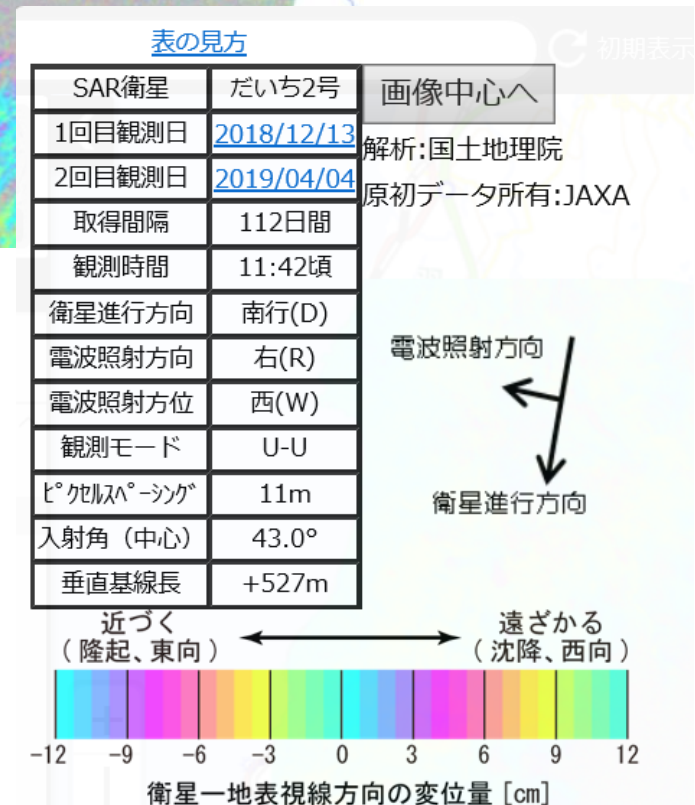 表の見方
初期表示
SAR衛星 だいち2号
画像中心へ
1回目観測日 2018/12/13
解析:国土地理院
2回目観測日 2019/04/04
原初データ所有:JAXA
取得間隔 112日間
観測時間 11:42頃
衛星進行方向 南行(D)
電波照射方向 右(R)
電波照射方位 西(W)
観測モード U-U
ﾋﾟｸｾﾙｽﾍﾟｰｼﾝｸﾞ 11m
入射角（中心） 43.0°
垂直基線長 +527m
電波照射方向
衛星進行方向
近づく
（隆起、東向）
遠ざかる
（沈降、西向）
-12 -9 -6 -3 0 3 6 9 12
衛星―地表視線方向の変位量 [cm]